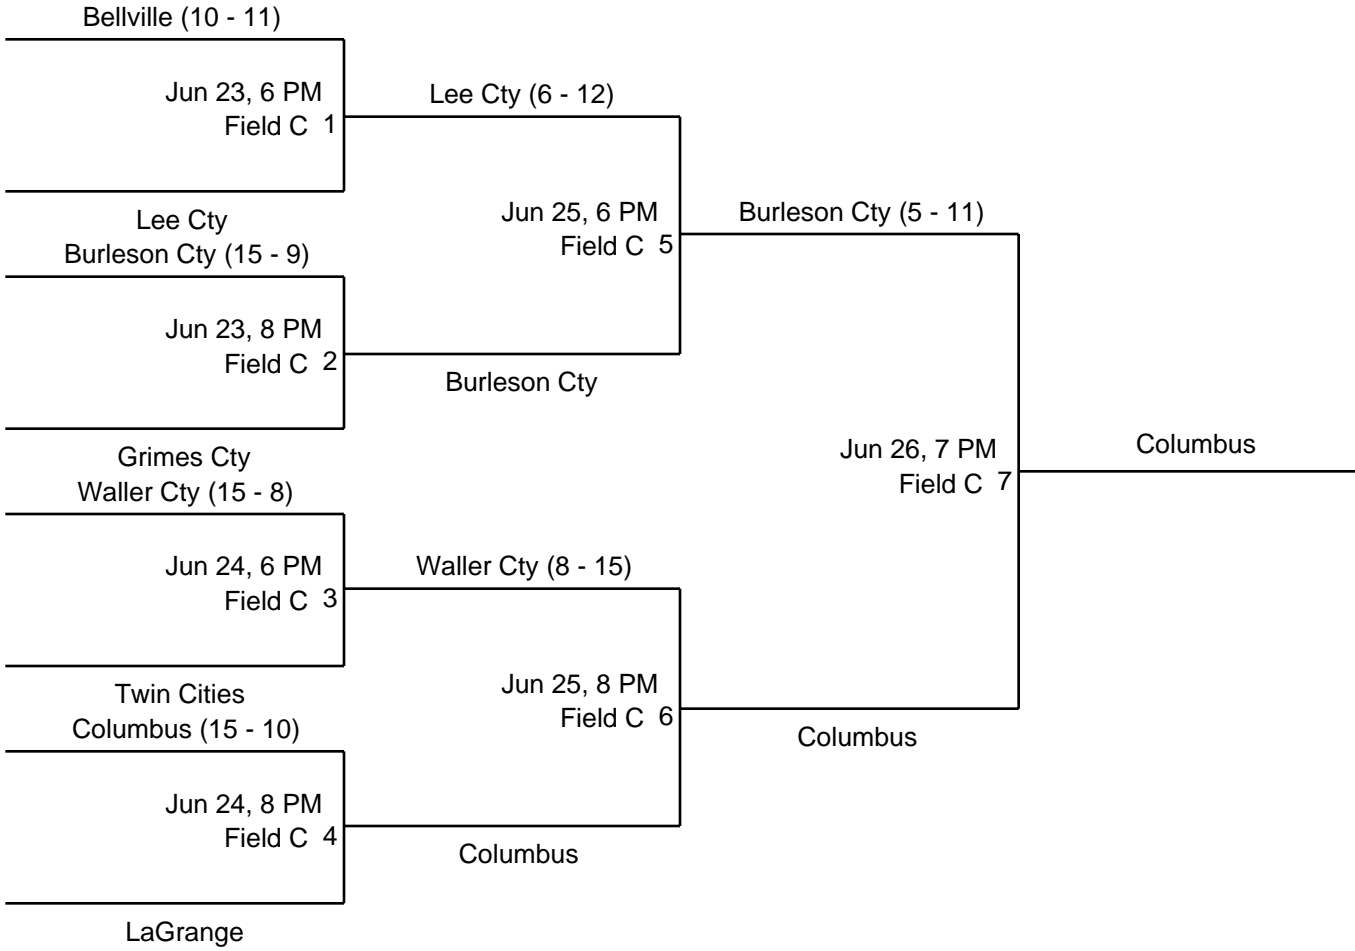 Bellville (10 - 11)
Jun 23, 6 PM
Field C 1
Lee Cty
Burleson Cty (15 - 9)
Jun 23, 8 PM
Field C 2
Grimes Cty
Waller Cty (15 - 8)
Jun 24, 6 PM
Field C 3
Twin Cities
Columbus (15 - 10)
Jun 24, 8 PM
Field C 4
LaGrange
Lee Cty (6 - 12)
Jun 25, 6 PM
Field C 5
Burleson Cty
Waller Cty (8 - 15)
Jun 25, 8 PM
Field C 6
Columbus
Burleson Cty (5 - 11)
Jun 26, 7 PM
Field C 7
Columbus
Columbus